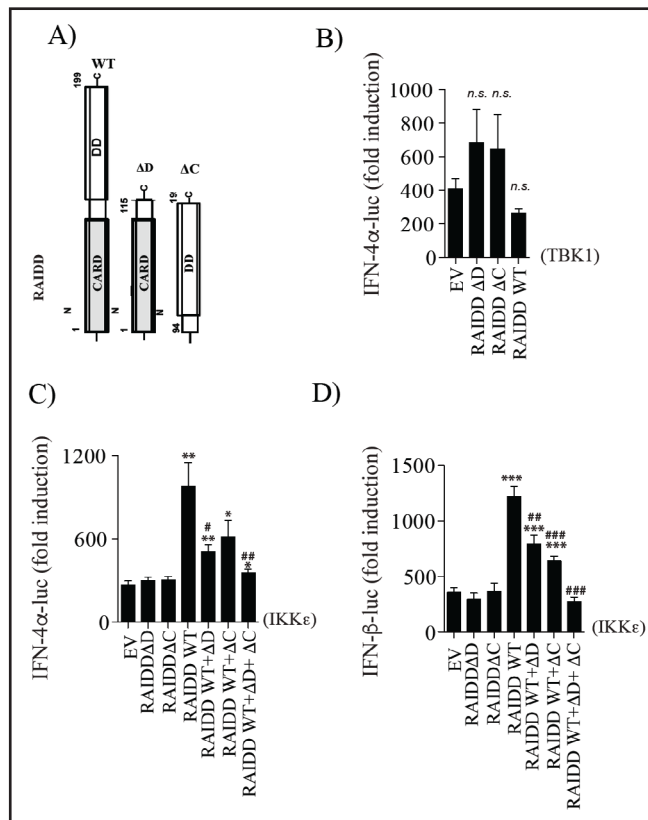 A)
WT
199
C
DD
ΔD
ΔC
115
C
19
C
RAIDD
CARD
CARD
DD
N
N
N
1
1
94
B)
IFN-4α-luc (fold induction)
1000
800
600
400
200
0
n.s.
n.s.
n.s.
(TBK1)
EV
RAIDD ΔD
RAIDD ΔC
RAIDD WT
C)
IFN-4α-luc (fold induction)
1200
600
0
**
#
**
*
##
*
(IKKε)
EV
RAIDDΔD
RAIDDΔC
RAIDD WT
RAIDD WT+ΔD
RAIDD WT+ΔC
RAIDD WT+ΔD+ ΔC
D)
IFN-β-luc (fold induction)
1500
1000
500
0
***
##
***
###
***
###
(IKKε)
EV
RAIDDΔD
RAIDDΔC
RAIDD WT
RAIDD WT+ΔD
RAIDD WT+ΔC
RAIDD WT+ΔD+ ΔC